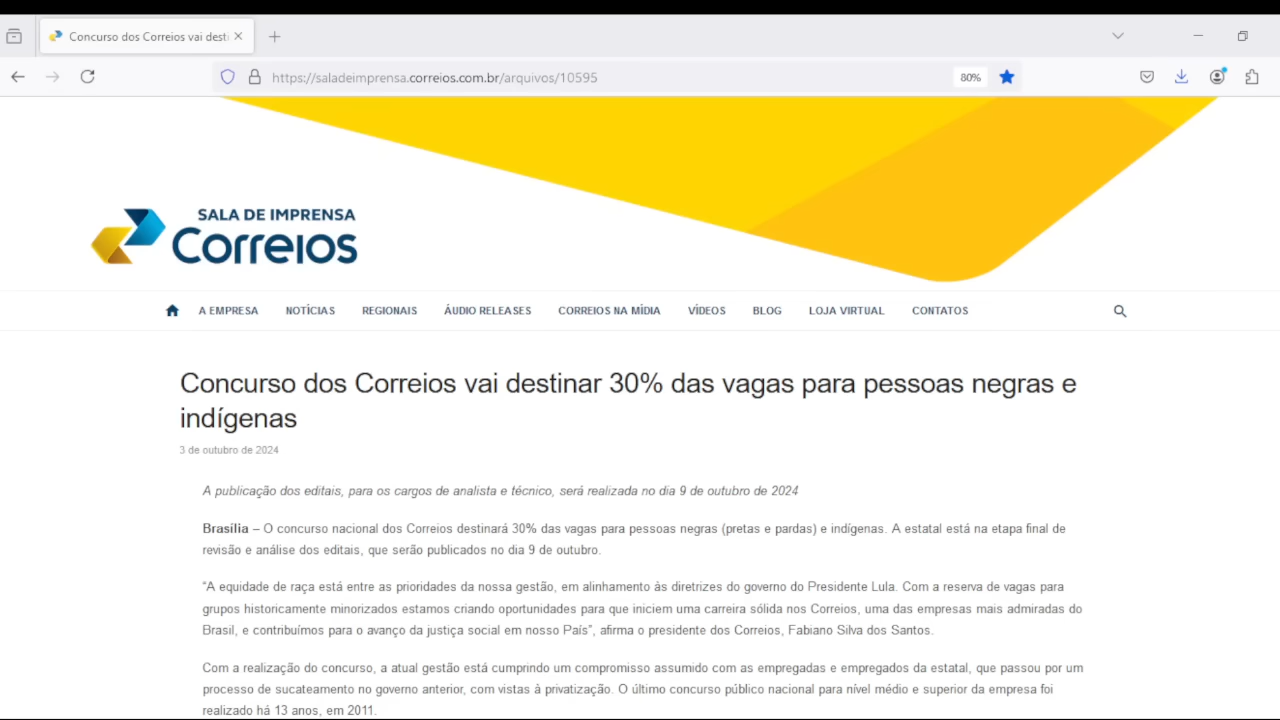 Concurso dos Correios vai desti
https://saladeimprensa.correios.com.br/arquivos/10595
80%
SALA DE IMPRENSA
Correios
A EMPRESA NOTÍCIAS REGIONAIS ÁUDIO RELEASES CORREIOS NA MÍDIA VÍDEOS BLOG LOJA VIRTUAL CONTATOS
Concurso dos Correios vai destinar 30% das vagas para pessoas negras e
indígenas
3 de outubro de 2024
A publicação dos editais, para os cargos de analista e técnico, será realizada no dia 9 de outubro de 2024
Brasília – O concurso nacional dos Correios destinará 30% das vagas para pessoas negras (pretas e pardas) e indígenas. A estatal está na etapa final de
revisão e análise dos editais, que serão publicados no dia 9 de outubro.
“A equidade de raça está entre as prioridades da nossa gestão, em alinhamento às diretrizes do governo do Presidente Lula. Com a reserva de vagas para
grupos historicamente minorizados estamos criando oportunidades para que iniciem uma carreira sólida nos Correios, uma das empresas mais admiradas do
Brasil, e contribuímos para o avanço da justiça social em nosso País”, afirma o presidente dos Correios, Fabiano Silva dos Santos.
Com a realização do concurso, a atual gestão está cumprindo um compromisso assumido com as empregadas e empregados da estatal, que passou por um
processo de sucateamento no governo anterior, com vistas à privatização. O último concurso público nacional para nível médio e superior da empresa foi
realizado há 13 anos, em 2011.